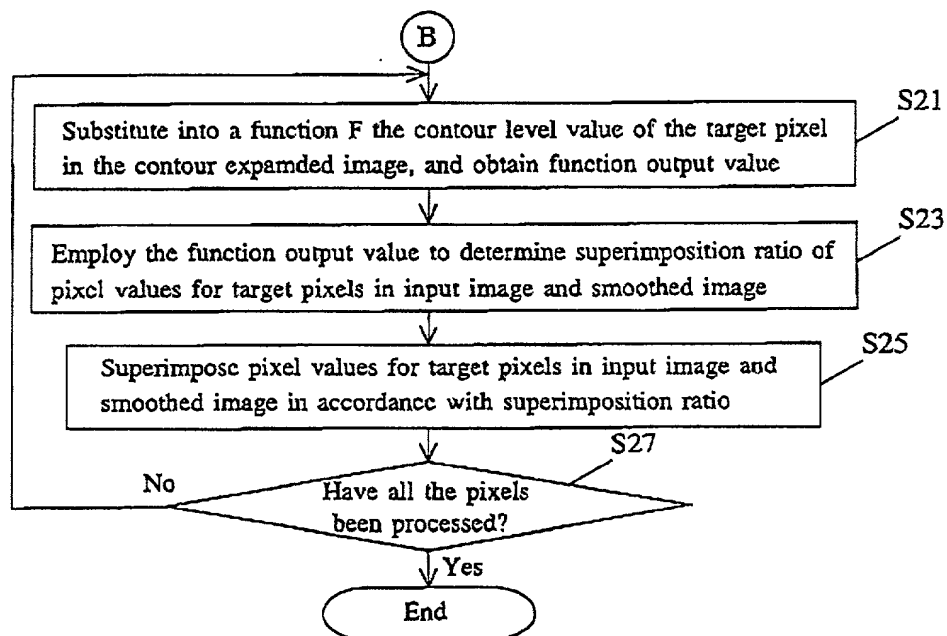 B
S21
Substitute into a function F the contour level value of the target pixel
in the contour expamded image, and obtain function output value
S23
Employ the function output value to determine superimposition ratio of
pixel values for target pixels in input image and smoothed image
S25
Superimpose pixel values for target pixels in input image and
smoothed image in accordance with superimposition ratio
S27
No
Have all the pixels
been processed?
Yes
End